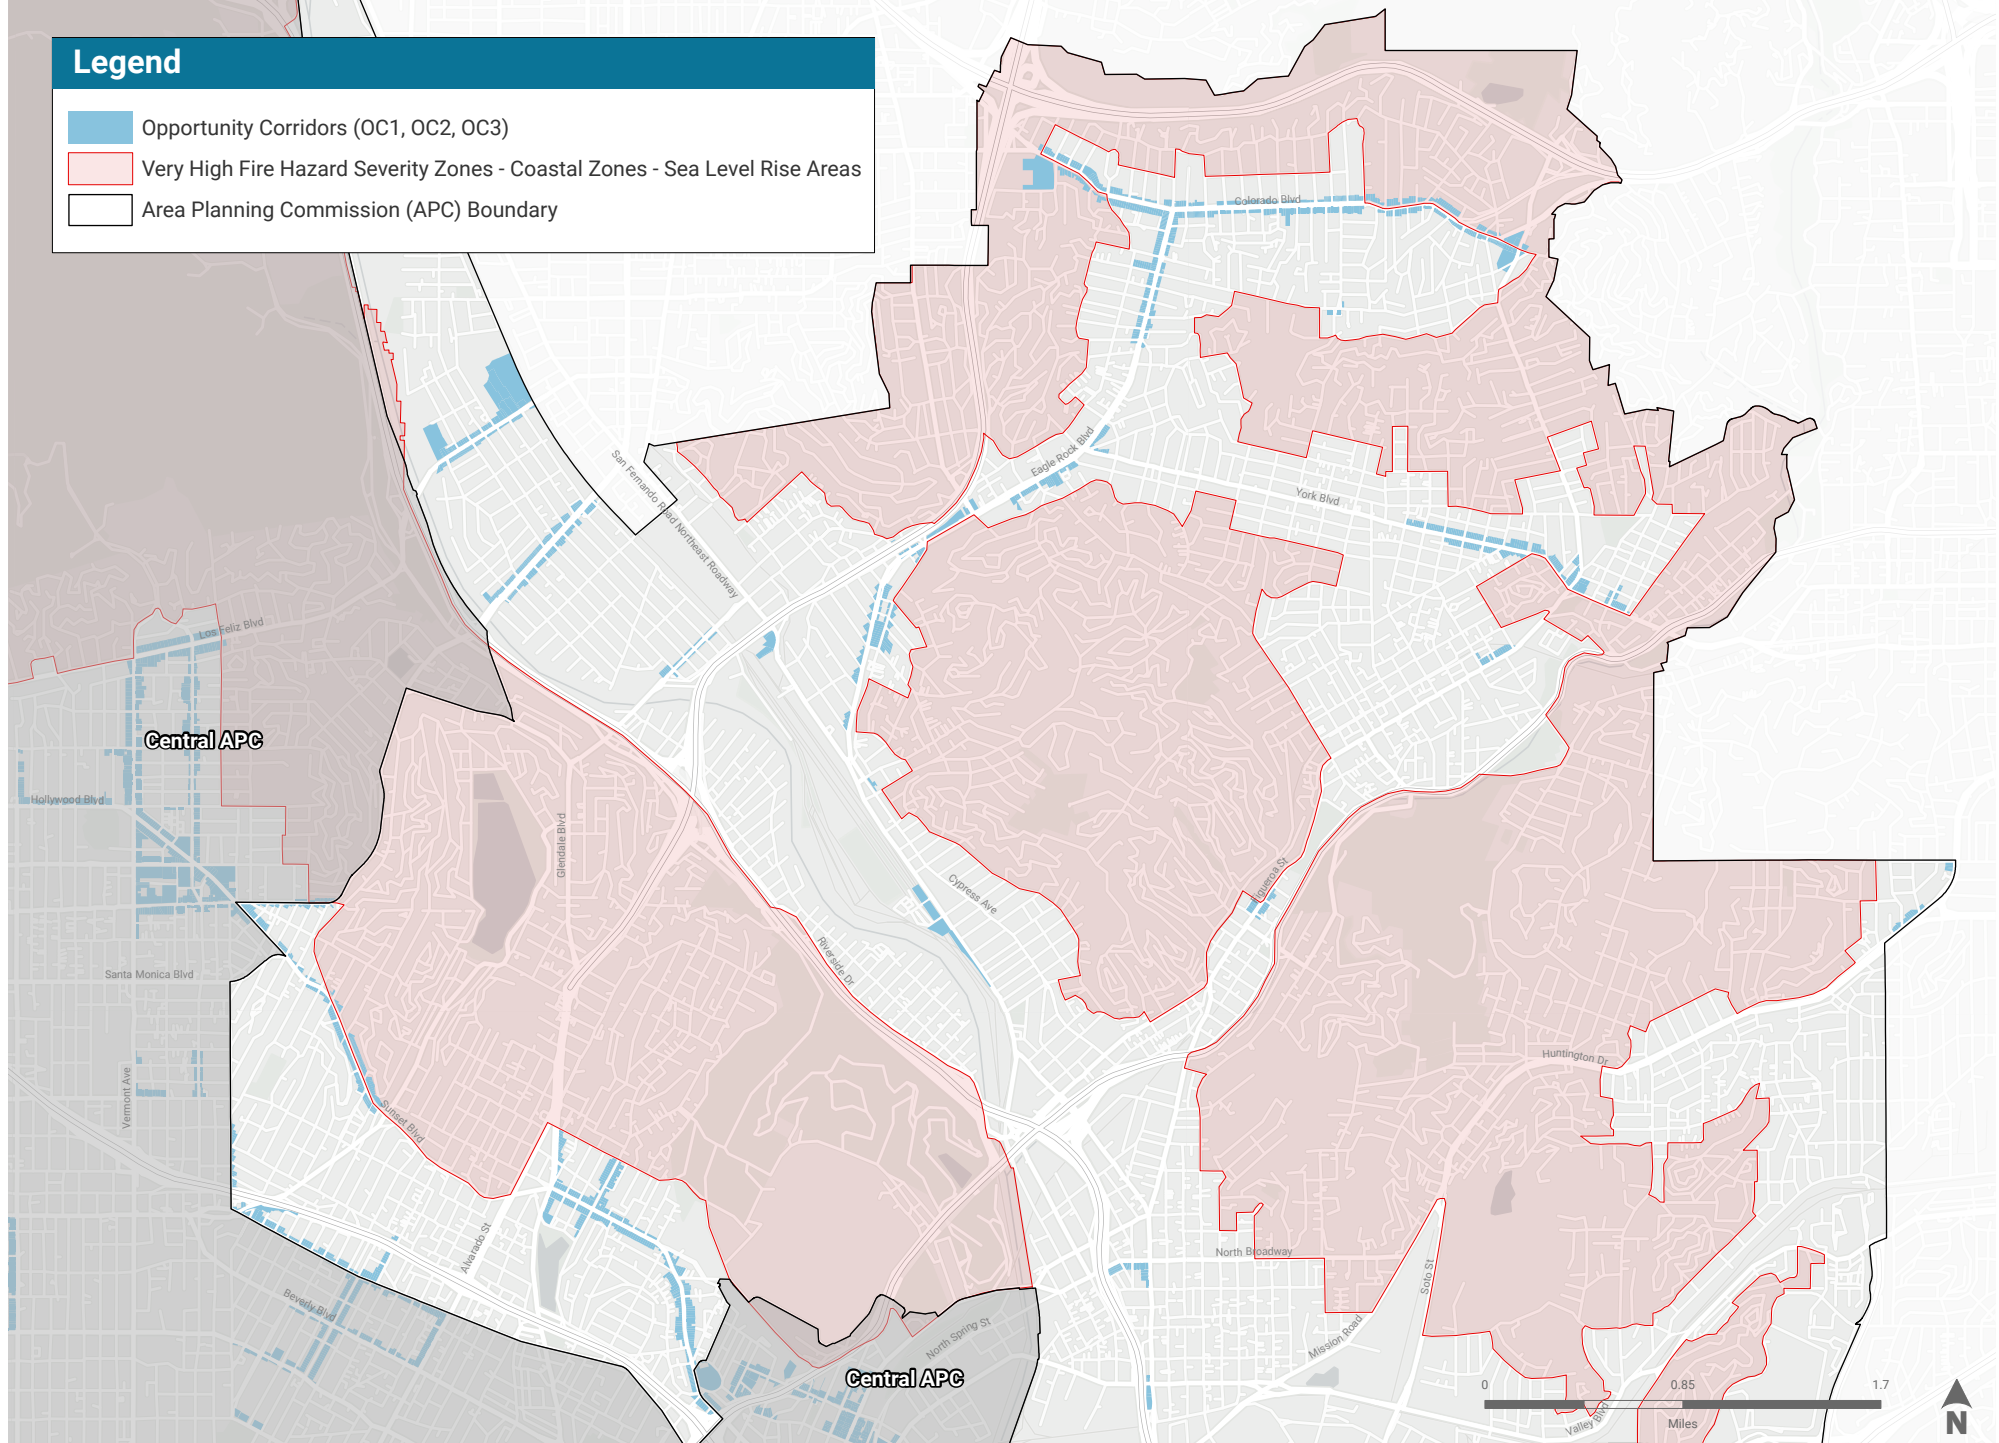 Legend
Opportunity Corridors (OC1, OC2, OC3)
Very High Fire Hazard Severity Zones - Coastal Zones - Sea Level Rise Areas
Area Planning Commission (APC) Boundary
Colorado Blvd
Eagle Rock Blvd
San Fernando Road Northeast Roadway
York Blvd
Los Feliz Blvd
Central APC
Hollywood Blvd
Glendale Blvd
Figueroa St
Cypress Ave
Riverside Dr
Santa Monica Blvd
Huntington Dr
Vermont Ave
Sunset Blvd
Alvarado St
North Broadway
Soto St
Beverly Blvd
North Spring St
Mission Road
Central APC
0 0.85 1.7
Miles
Valley Blvd
N